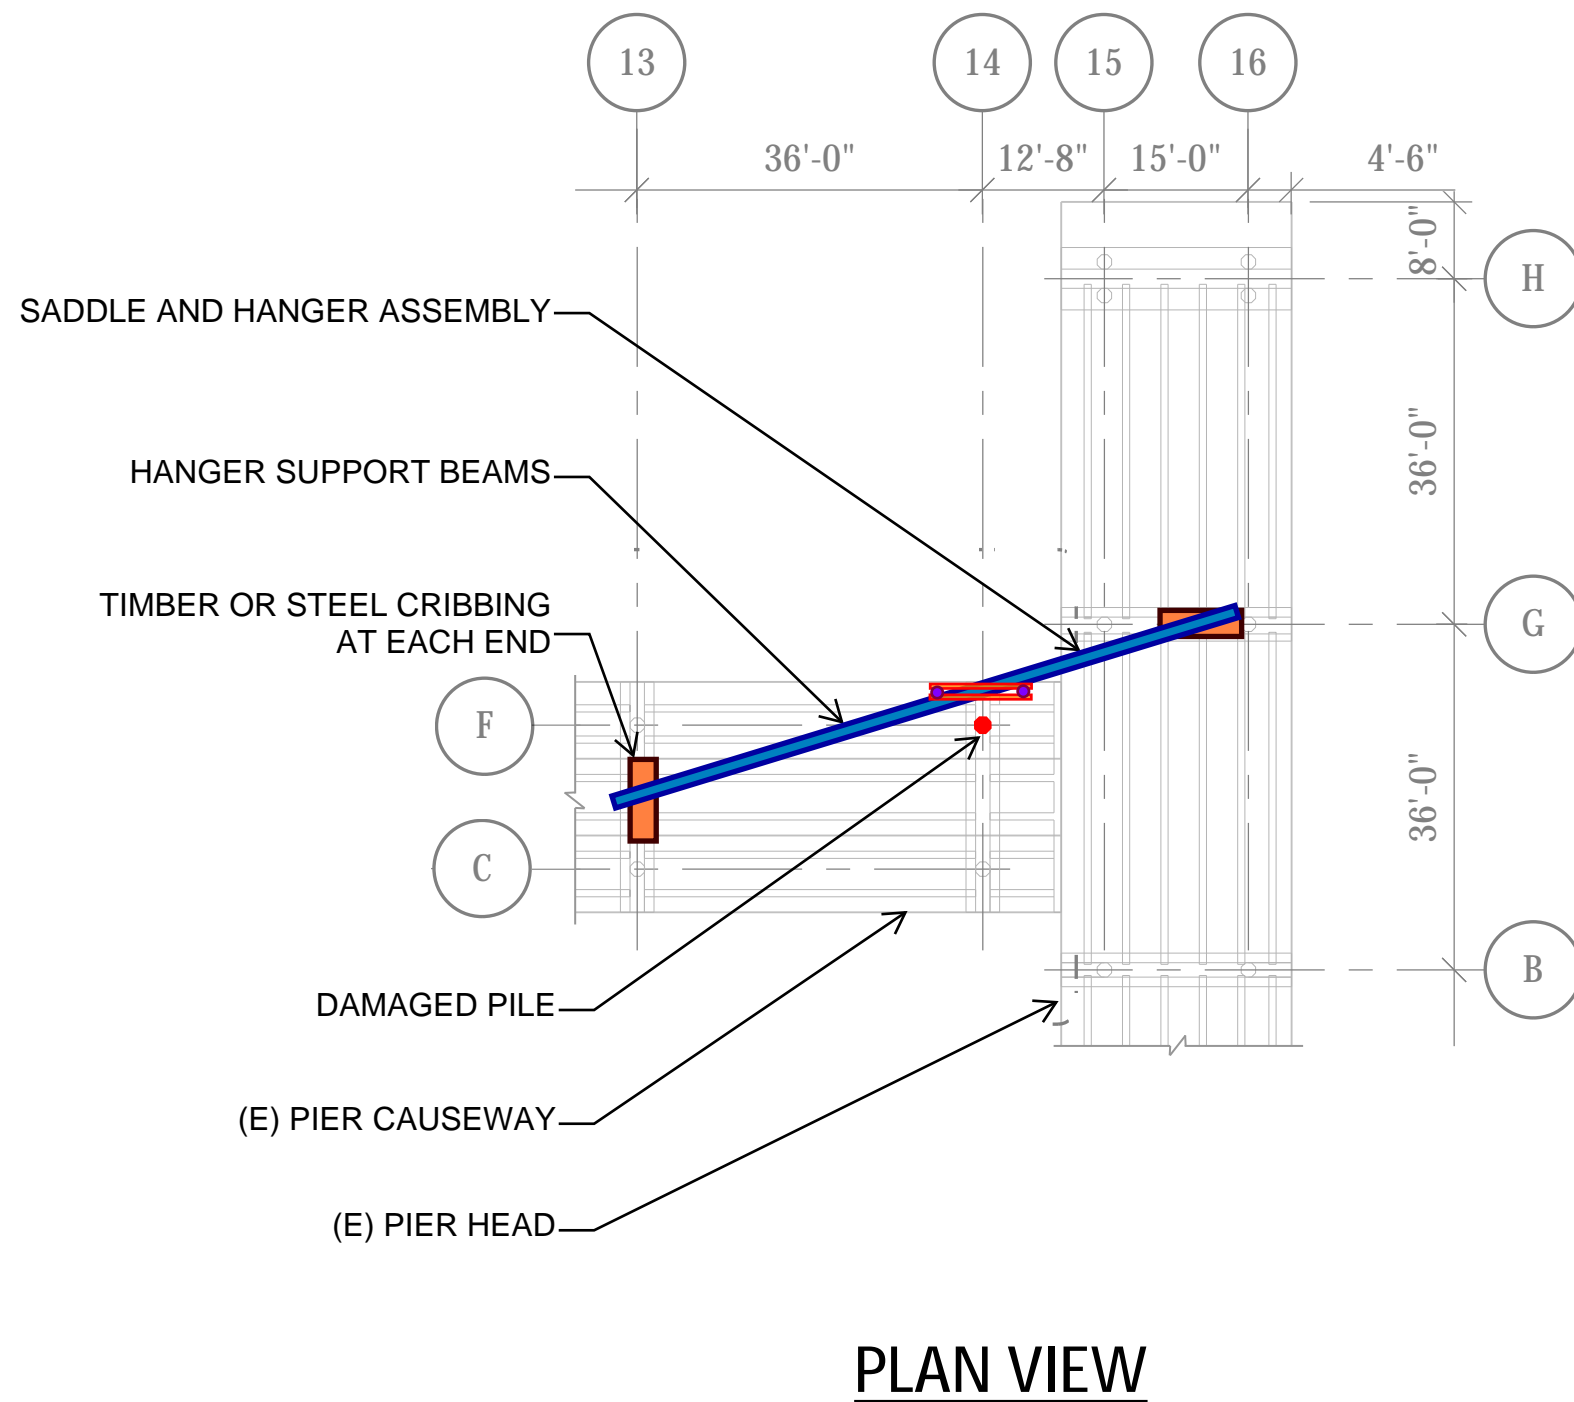 13
14
15
16
36'-0"
12'-8"
15'-0"
4'-6"
8'-0"
H
SADDLE AND HANGER ASSEMBLY
36'-0"
HANGER SUPPORT BEAMS
TIMBER OR STEEL CRIBBING
AT EACH END
G
F
36'-0"
C
B
DAMAGED PILE
(E) PIER CAUSEWAY
(E) PIER HEAD
PLAN VIEW